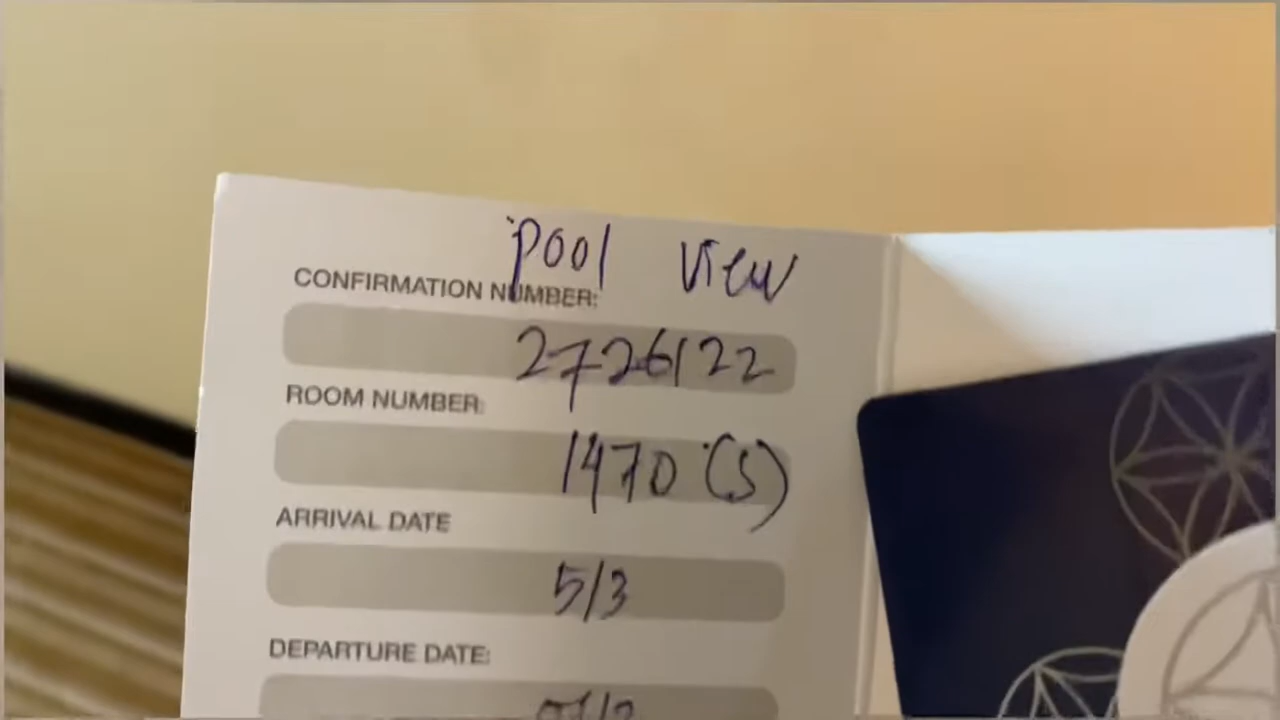 pool view
CONFIRMATION NUMBER:
2726122
ROOM NUMBER:
1470 (S)
ARRIVAL DATE
5/3
DEPARTURE DATE: